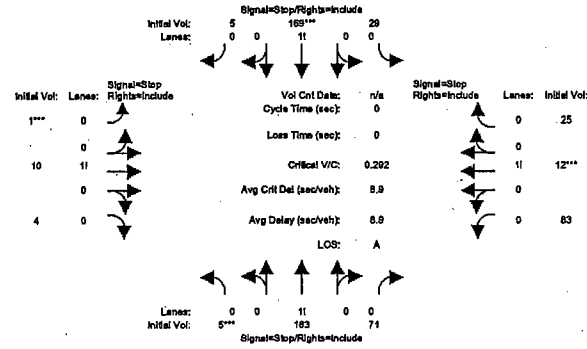 Signal=Stop/Rights=Include
Initial Vol: 5 169*** 29
Lanes: 0 0 1! 0 0
Signal=Stop
Initial Vol: Lanes: Rights=Include
Vol Cnt Date: n/a
Signal=Stop
Rights=Include Lanes: Initial Vol:
Cycle Time (sec): 0
1*** 0
0 25
Loss Time (sec): 0
0
0
10 1! Critical V/C: 0.292 1! 12***
0 Avg Crit Del (sec/veh): 8.9 0
4 0 Avg Delay (sec/veh): 8.9 0 83
LOS: A
Lanes: 0 0 1! 0 0
Initial Vol: 5*** 163 71
Signal=Stop/Rights=Include